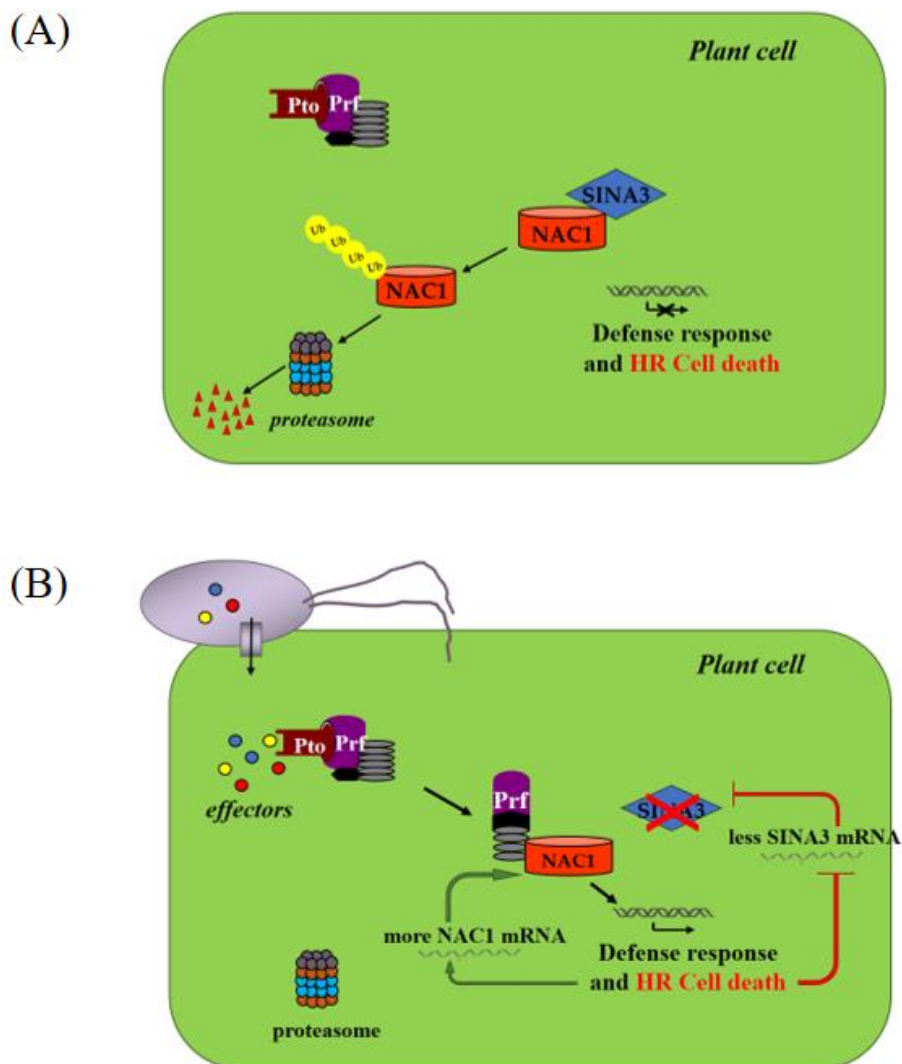 (A)
Plant cell
Pto Prf
SINA3
NAC1
Ub
Ub
Ub
Ub
NAC1
Defense response
and HR Cell death
proteasome
(B)
Plant cell
Pto Prf
effectors
Prf
SINA3
NAC1
less SINA3 mRNA
more NAC1 mRNA
Defense response
and HR Cell death
proteasome